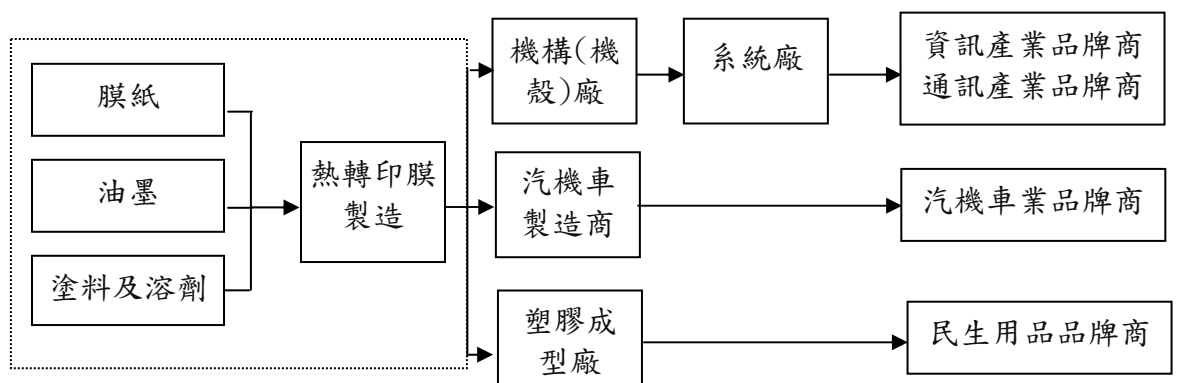 膜紙
油墨
塗料及溶劑
熱轉印膜
製造
機構(機
殼)廠
系統廠
資訊產業品牌商
通訊產業品牌商
汽機車
製造商
汽機車業品牌商
塑膠成
型廠
民生用品品牌商